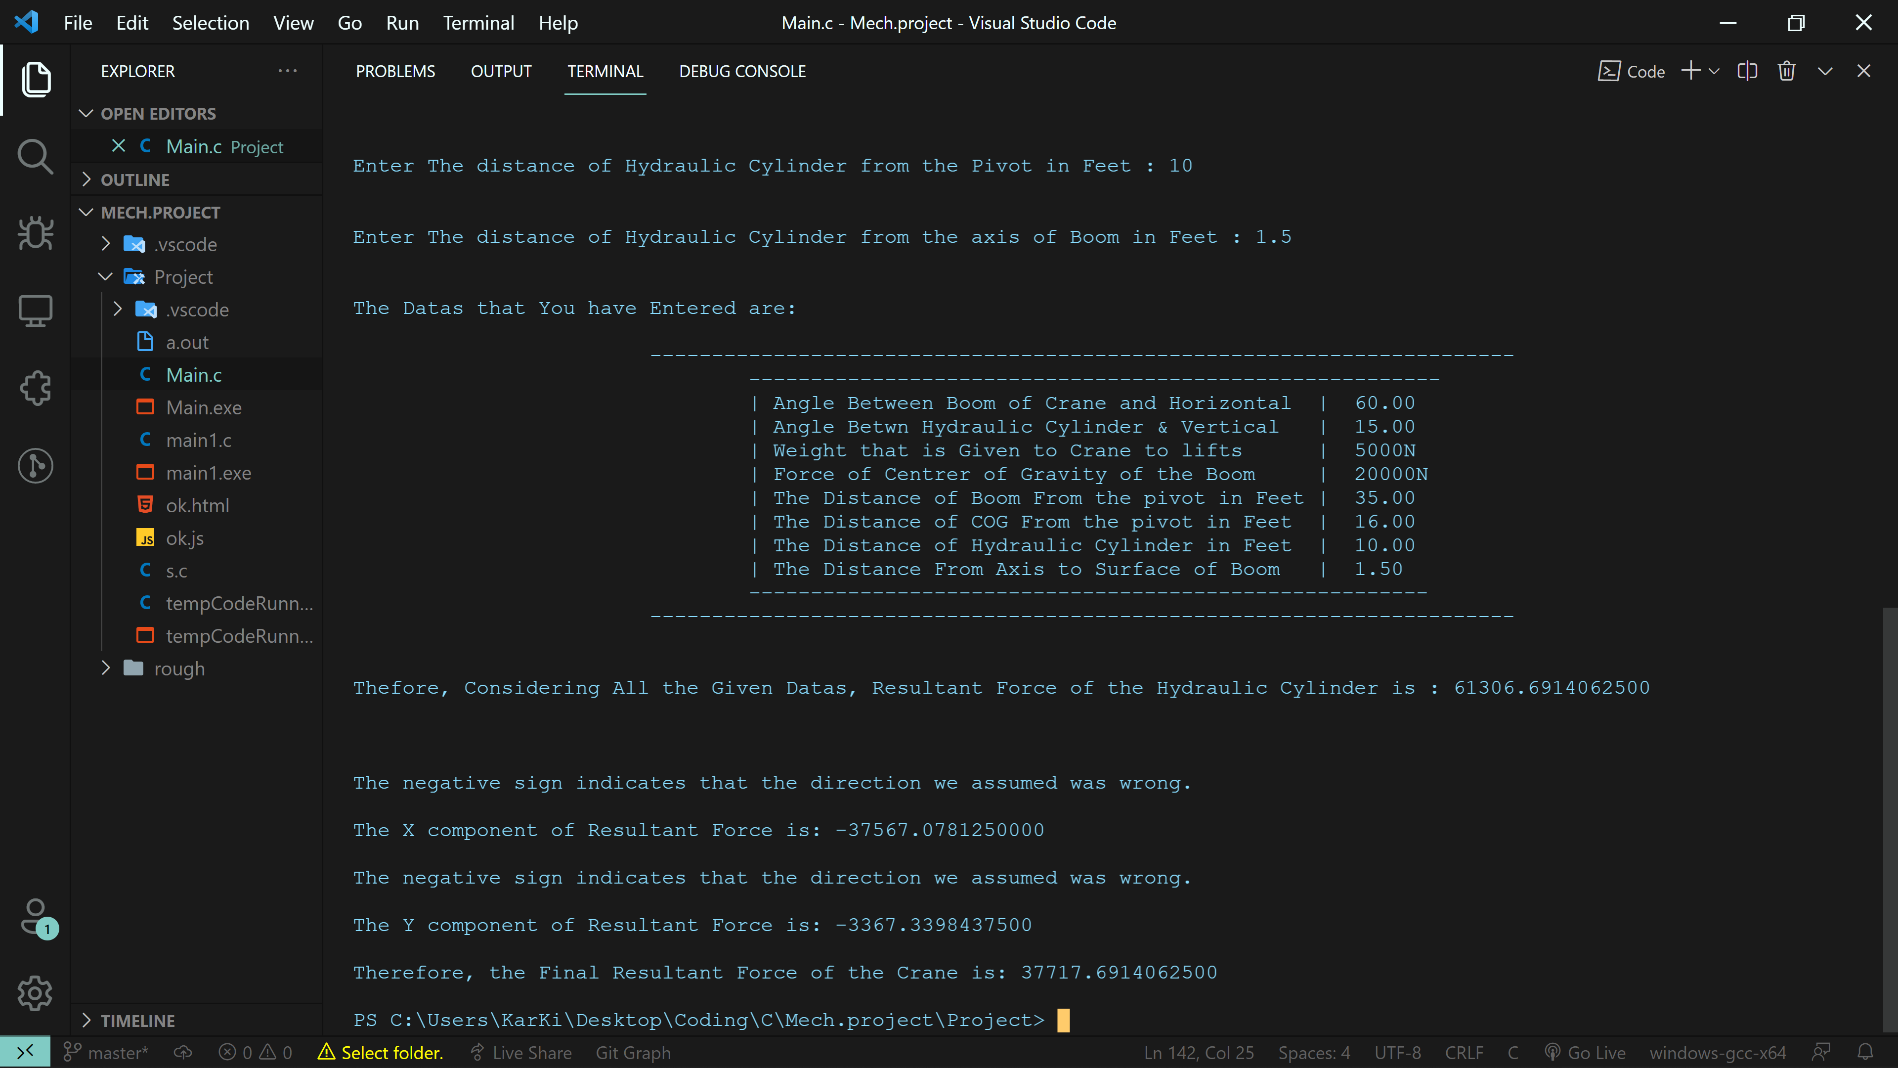 File Edit Selection View Go Run Terminal Help
Main.c - Mech.project - Visual Studio Code
EXPLORER
PROBLEMS OUTPUT TERMINAL DEBUG CONSOLE
Code
OPEN EDITORS
Main.c Project
OUTLINE
MECH.PROJECT
.vscode
Project
.vscode
a.out
Main.c
Main.exe
main1.c
main1.exe
ok.html
JS ok.js
s.c
tempCodeRunn...
tempCodeRunn...
rough
1
TIMELINE
Enter The distance of Hydraulic Cylinder from the Pivot in Feet : 10
Enter The distance of Hydraulic Cylinder from the axis of Boom in Feet : 1.5
The Datas that You have Entered are:
----------------------------------------------------------------------
--------------------------------------------------------
| Angle Between Boom of Crane and Horizontal | 60.00
| Angle Betwn Hydraulic Cylinder & Vertical | 15.00
| Weight that is Given to Crane to lifts | 5000N
| Force of Centrer of Gravity of the Boom | 20000N
| The Distance of Boom From the pivot in Feet | 35.00
| The Distance of COG From the pivot in Feet | 16.00
| The Distance of Hydraulic Cylinder in Feet | 10.00
| The Distance From Axis to Surface of Boom | 1.50
-------------------------------------------------------
----------------------------------------------------------------------
Thefore, Considering All the Given Datas, Resultant Force of the Hydraulic Cylinder is : 61306.6914062500
The negative sign indicates that the direction we assumed was wrong.
The X component of Resultant Force is: -37567.0781250000
The negative sign indicates that the direction we assumed was wrong.
The Y component of Resultant Force is: -3367.3398437500
Therefore, the Final Resultant Force of the Crane is: 37717.6914062500
PS C:\Users\KarKi\Desktop\Coding\C\Mech.project\Project>
master* 0 0 Select folder. Live Share Git Graph Ln 142, Col 25 Spaces: 4 UTF-8 CRLF C Go Live windows-gcc-x64